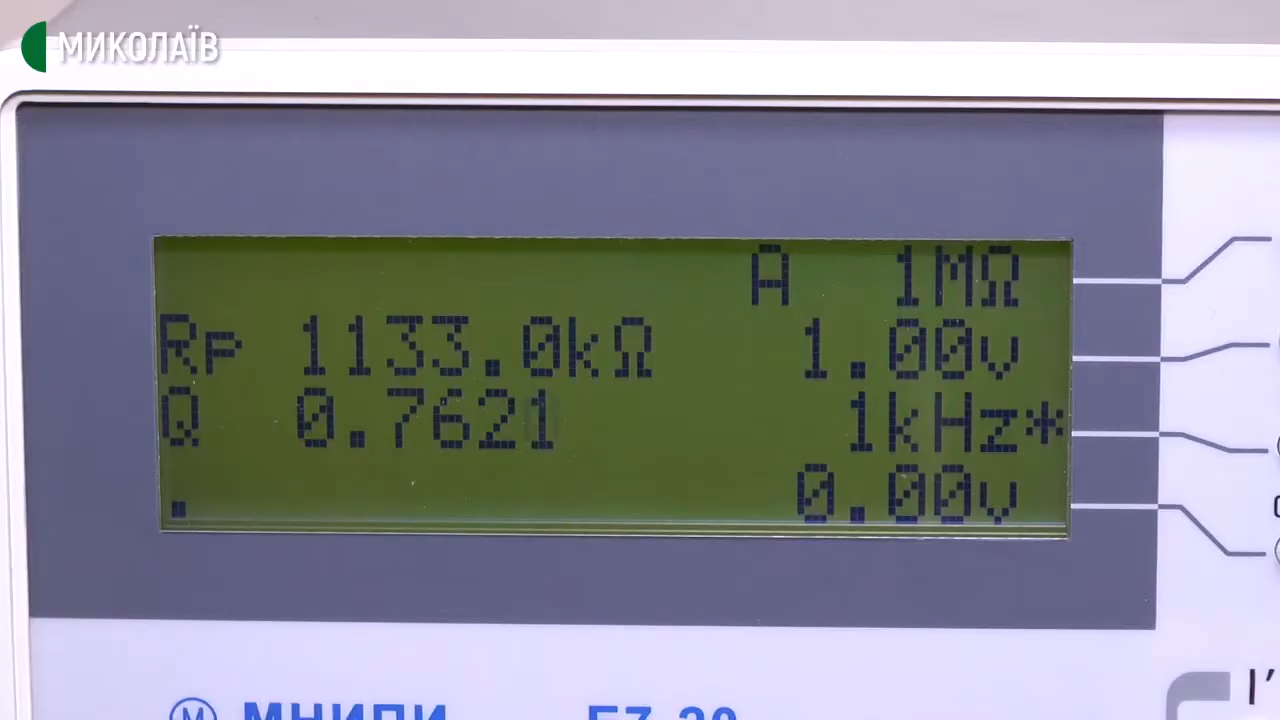 МИКОЛАЇВ
A 1MΩ
Rp 1133.0kΩ 1.00v
Q 0.7621 1kHz*
. 0.00v
МНИПИ